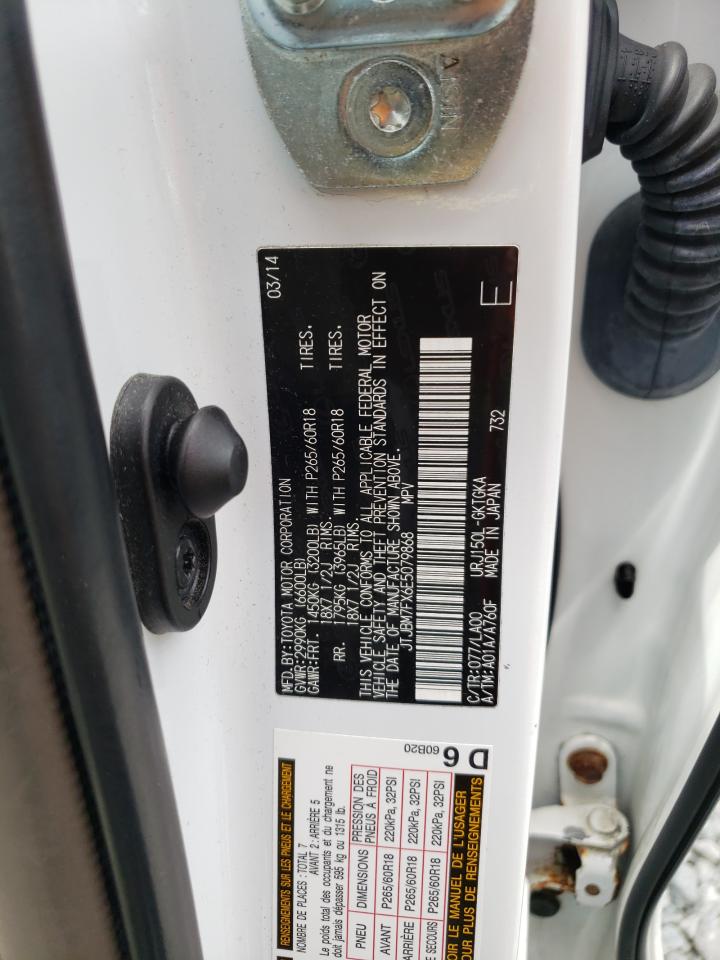 NISTA
MFD.BY:TOYOTA MOTOR CORPORATION 03/14
GVWR:2990KG (6600LB)
GAWR:FRT. 1450KG (3200LB) WITH P265/60R18 TIRES.
18X7 1/2J RIMS.
RR. 1795KG (3965LB) WITH P265/60R18 TIRES.
18X7 1/2J RIMS.
THIS VEHICLE CONFORMS TO ALL APPLICABLE FEDERAL MOTOR
VEHICLE SAFETY AND THEFT PREVENTION STANDARDS IN EFFECT ON
THE DATE OF MANUFACTURE SHOWN ABOVE.
JTJBM7FX6E5079868 MPV
C/TR:077/LA00 URJ150L-GKTGKA 732
A/TM:A01A/A760F MADE IN JAPAN E
RENSEIGNEMENTS SUR LES PNEUS ET LE CHARGEMENT
NOMBRE DE PLACES : TOTAL 7
AVANT 2 : ARRIÈRE 5
Le poids total des occupants et du chargement ne
doit jamais dépasser 595 kg ou 1315 lb.
PNEU DIMENSIONS PRESSION DES PNEUS À FROID
AVANT P265/60R18 220kPa, 32PSI
ARRIÈRE P265/60R18 220kPa, 32PSI
SECOURS P265/60R18 220kPa, 32PSI
LE MANUEL DE L'USAGER
POUR PLUS DE RENSEIGNEMENTS
D 6
60B20